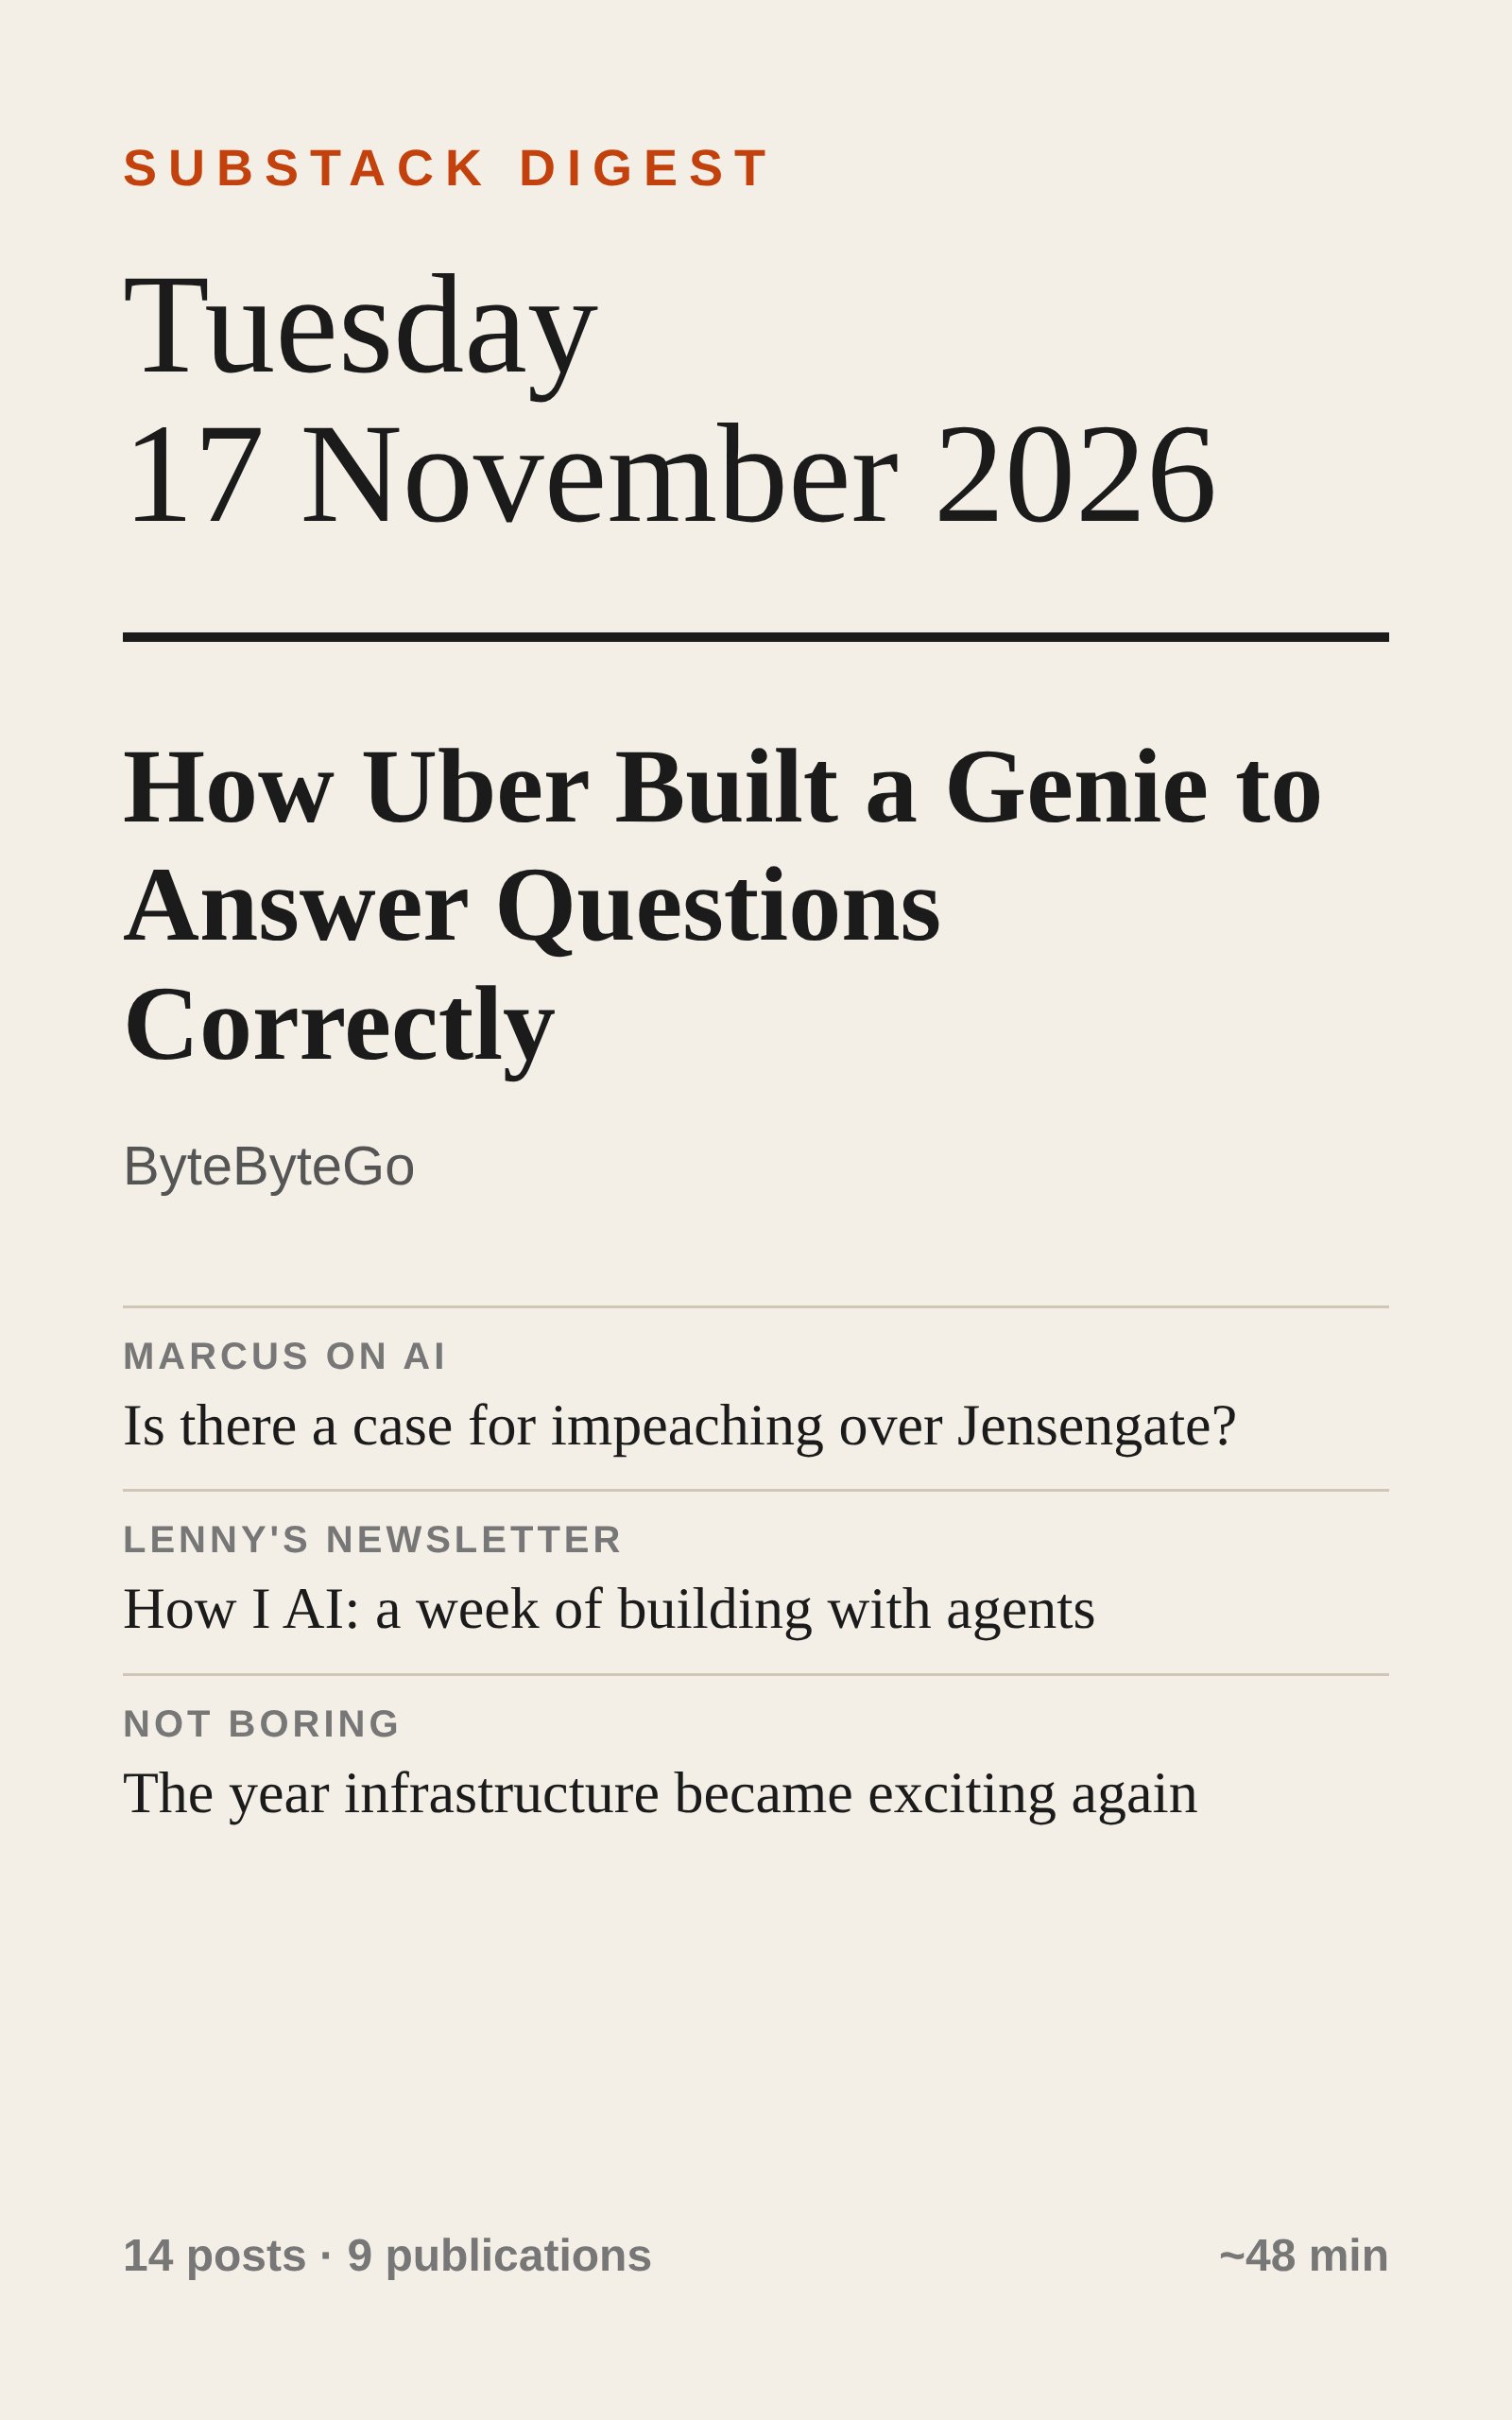 SUBSTACK DIGEST
Tuesday
17 November 2026
How Uber Built a Genie to
Answer Questions
Correctly
ByteByteGo
MARCUS ON AI
Is there a case for impeaching over Jensengate?
LENNY'S NEWSLETTER
How I AI: a week of building with agents
NOT BORING
The year infrastructure became exciting again
14 posts · 9 publications
~48 min